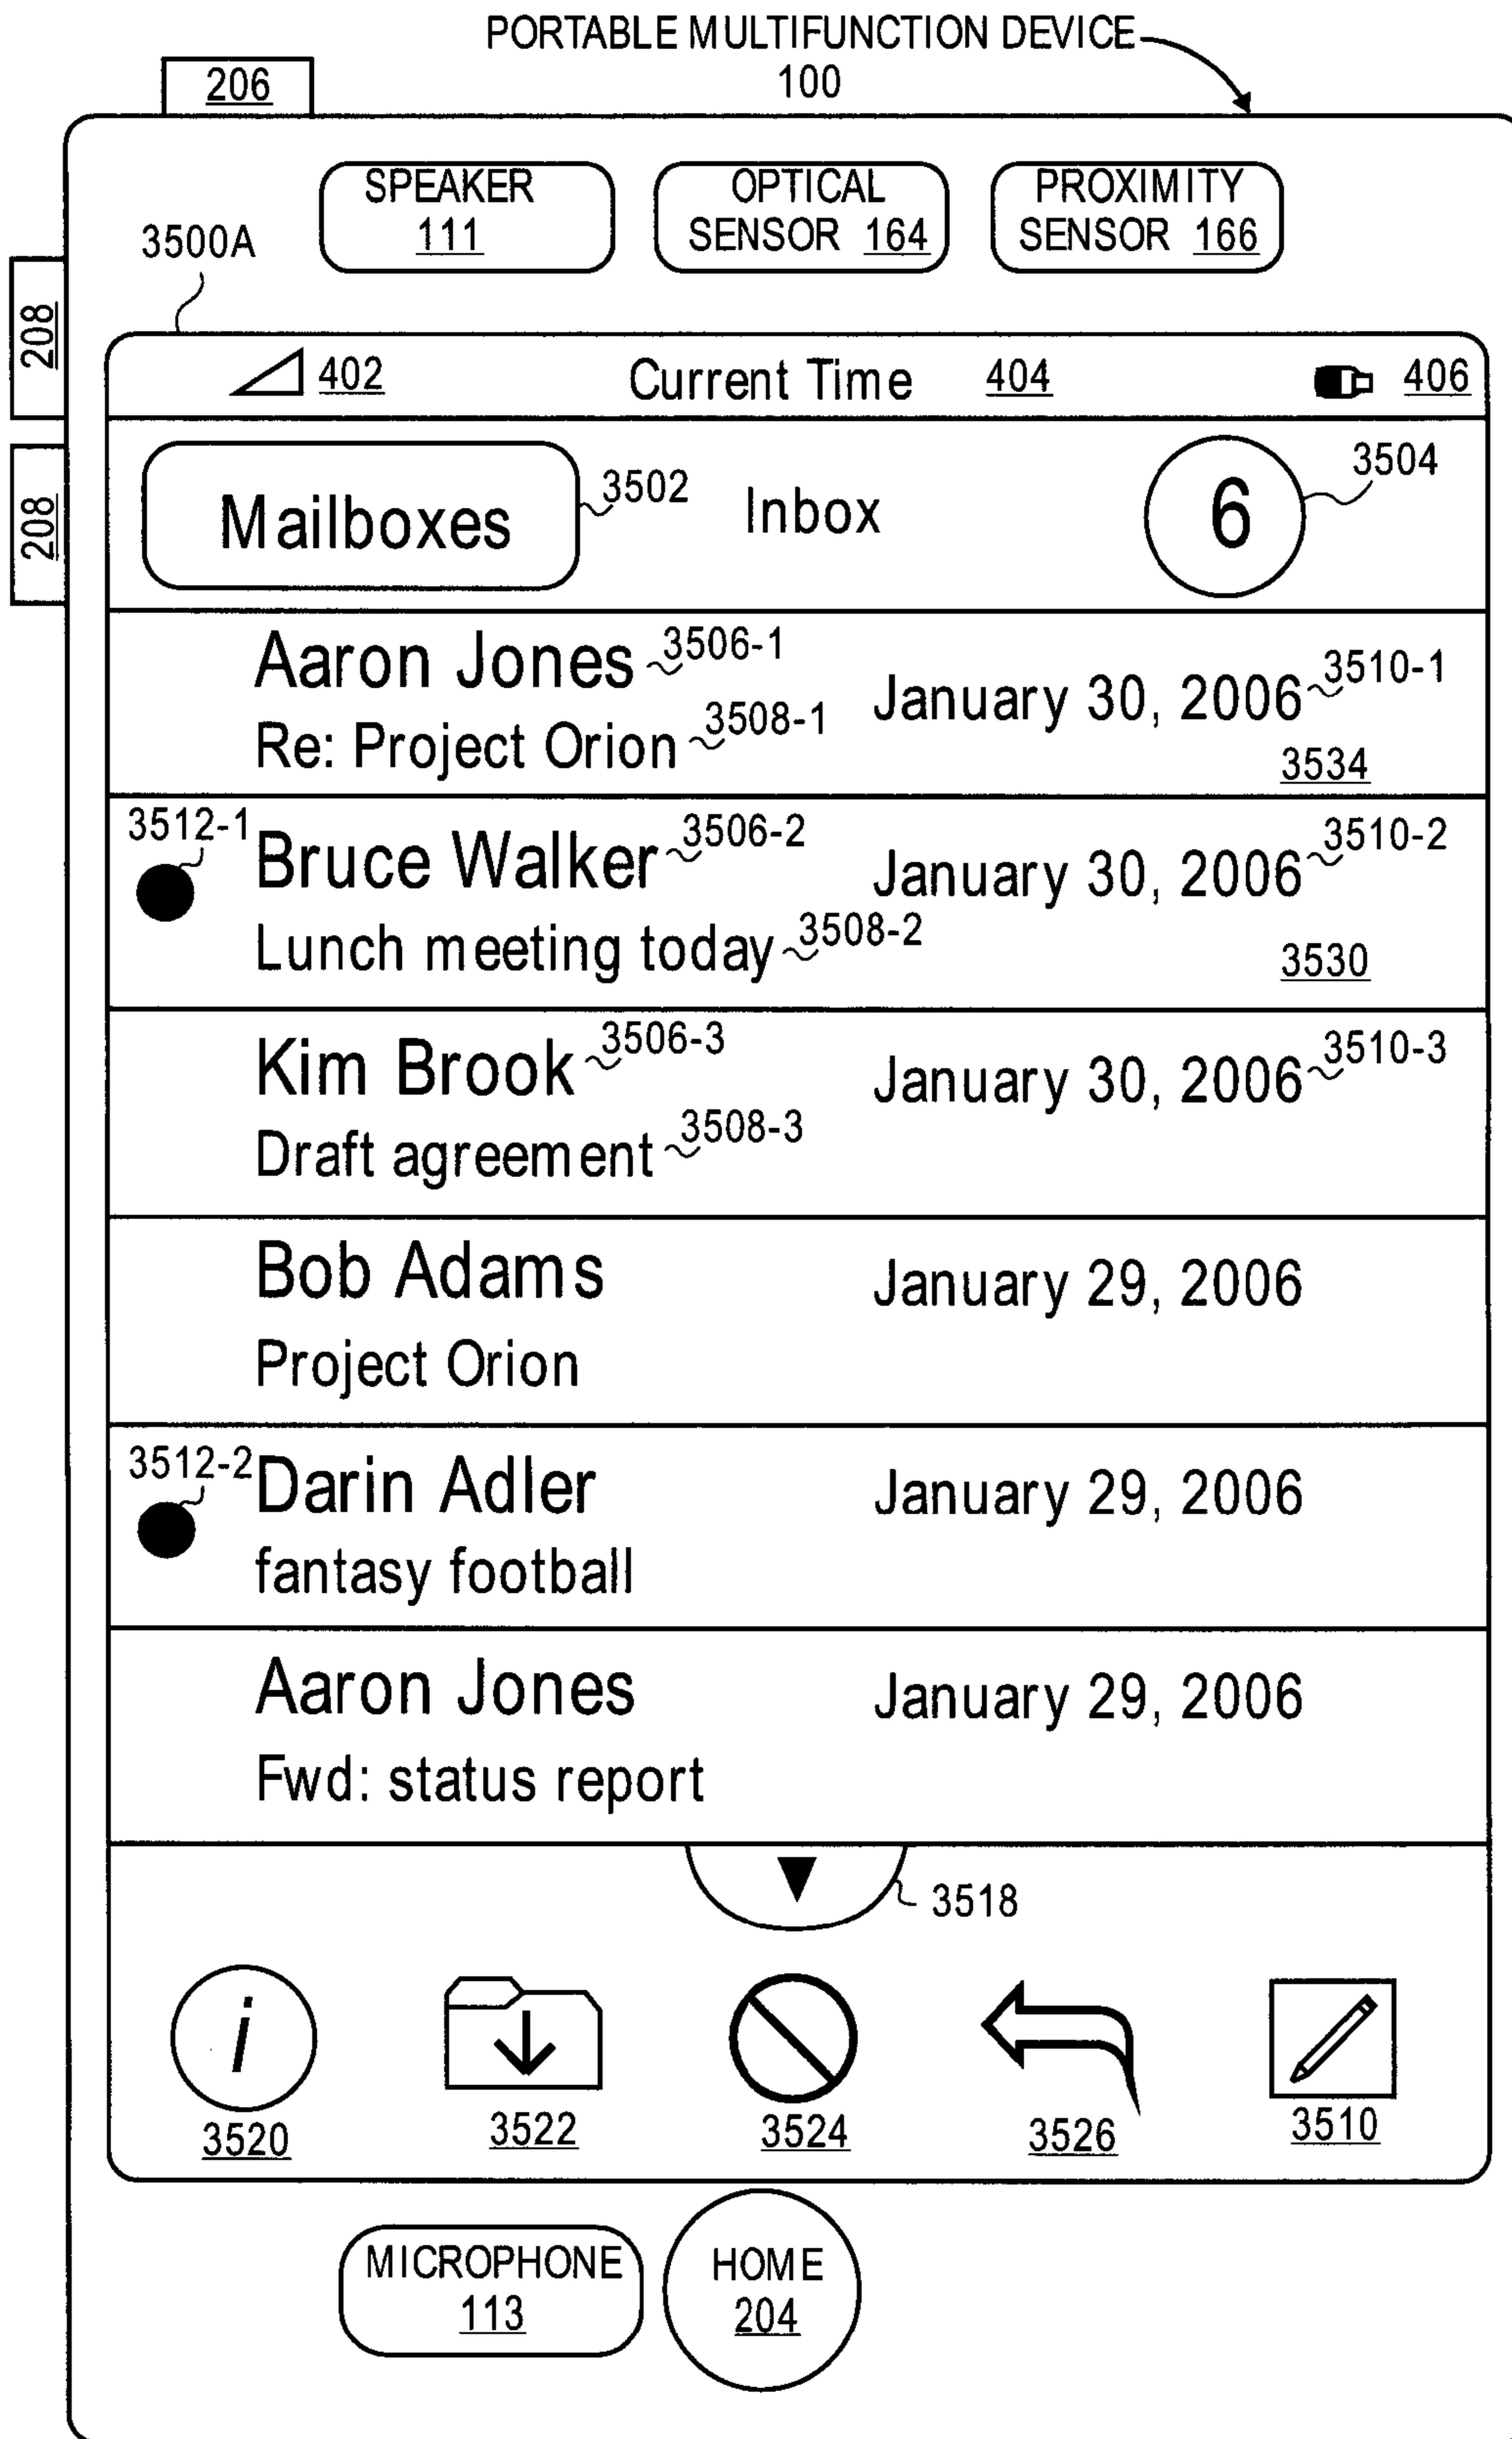 PORTABLE MULTIFUNCTION DEVICE
100
206
SPEAKER
111
OPTICAL
SENSOR 164
PROXIMITY
SENSOR 166
3500A
208
208
402
Current Time 404
406
Mailboxes
3502
Inbox
6
3504
Aaron Jones 3506-1
January 30, 2006 3510-1
Re: Project Orion 3508-1
3534
3512-1
Bruce Walker 3506-2
January 30, 2006 3510-2
Lunch meeting today 3508-2
3530
Kim Brook 3506-3
January 30, 2006 3510-3
Draft agreement 3508-3
Bob Adams
January 29, 2006
Project Orion
3512-2
Darin Adler
January 29, 2006
fantasy football
Aaron Jones
January 29, 2006
Fwd: status report
3518
i
3520
3522
3524
3526
3510
MICROPHONE
113
HOME
204